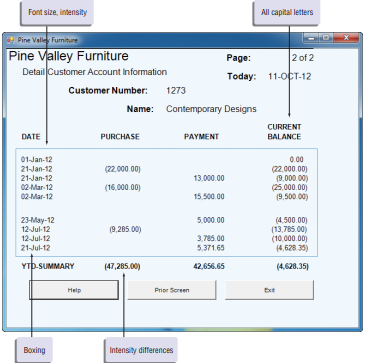 Font size, intensity
All capital letters
Pine Valley Furniture
Pine Valley Furniture Page: 2 of 2
Detail Customer Account Information Today: 11-OCT-12
Customer Number: 1273
Name: Contemporary Designs
DATE PURCHASE PAYMENT CURRENT BALANCE
01-Jan-12 0.00
21-Jan-12 (22,000.00) (22,000.00)
21-Jan-12 13,000.00 (9,000.00)
02-Mar-12 (16,000.00) (25,000.00)
02-Mar-12 15,500.00 (9,500.00)
23-May-12 5,000.00 (4,500.00)
12-Jul-12 (9,285.00) (13,785.00)
12-Jul-12 3,785.00 (10,000.00)
21-Jul-12 5,371.65 (4,628.35)
YTD-SUMMARY (47,285.00) 42,656.65 (4,628.35)
Help Prior Screen Exit
Boxing
Intensity differences